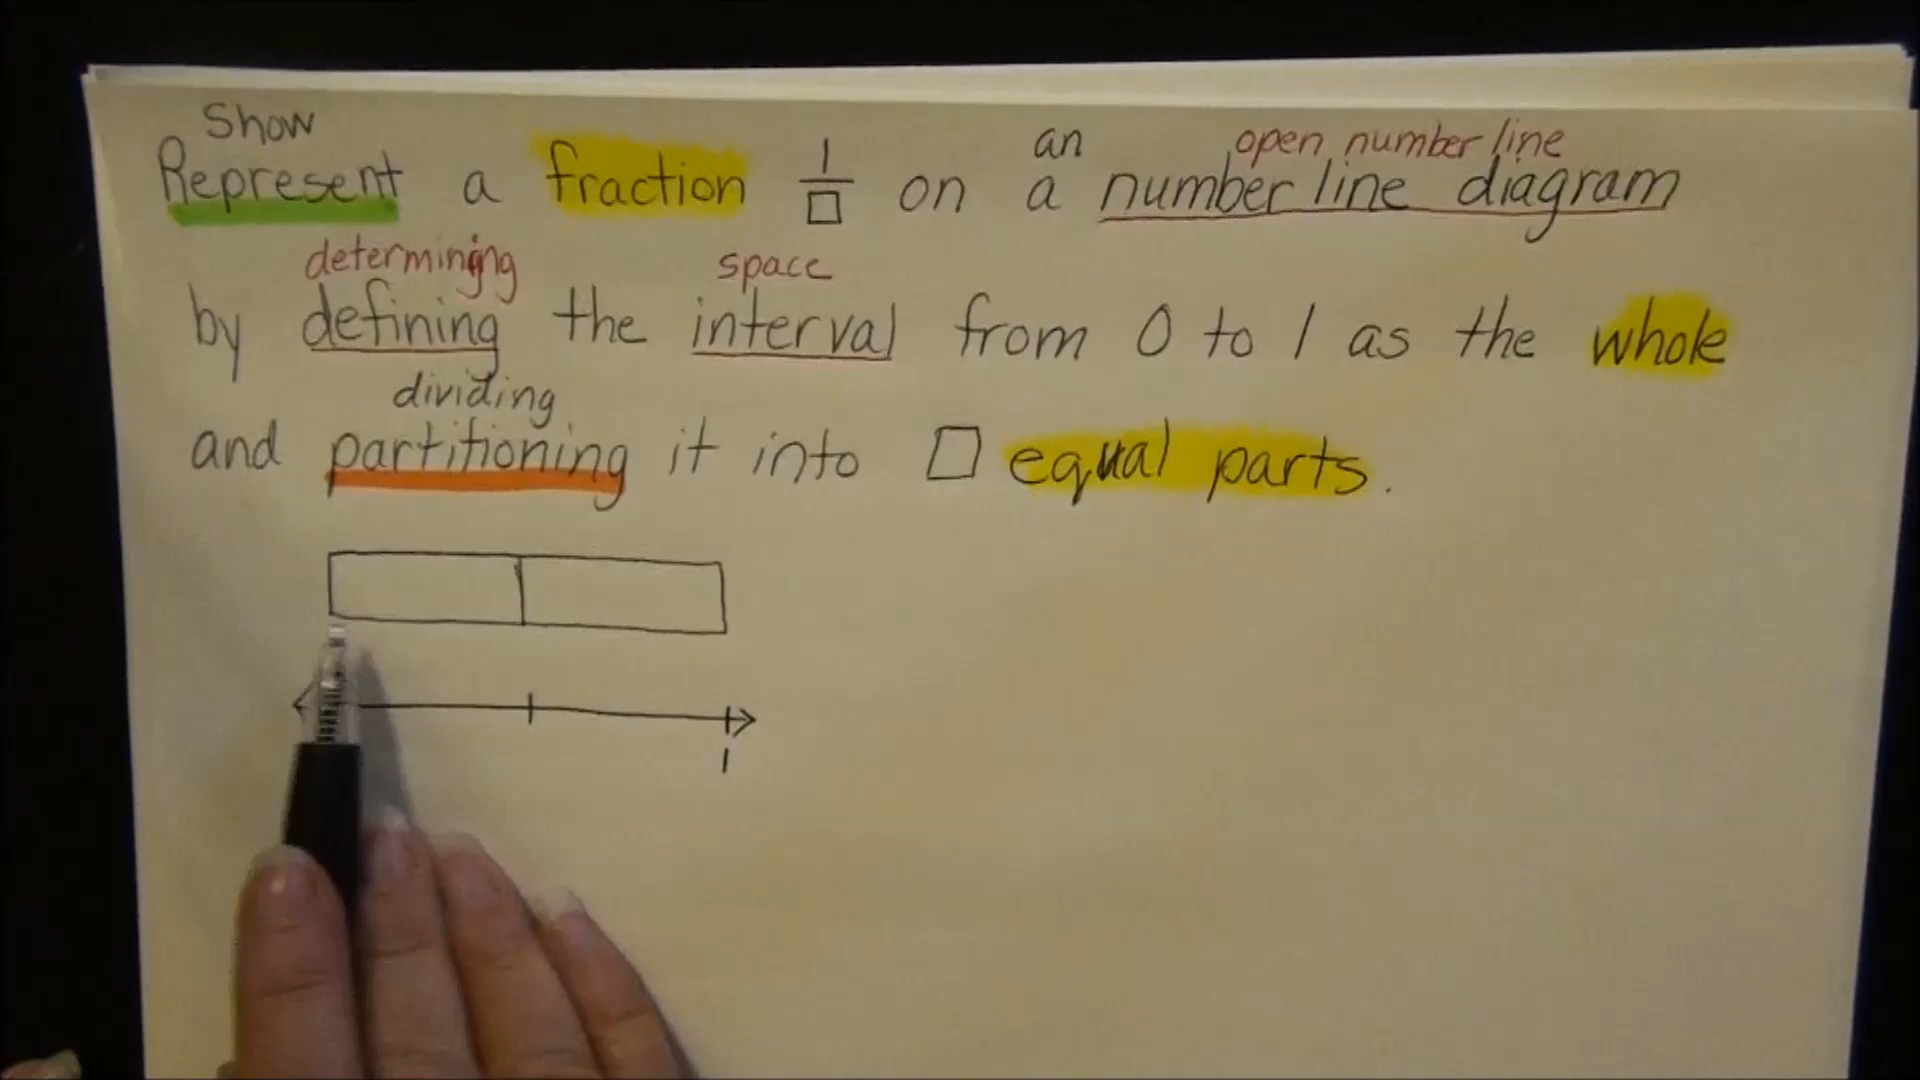 Show
Represent a fraction 1/□ on a number line diagram
an open number line
determining space
by defining the interval from 0 to 1 as the whole
dividing
and partitioning it into □ equal parts.
1